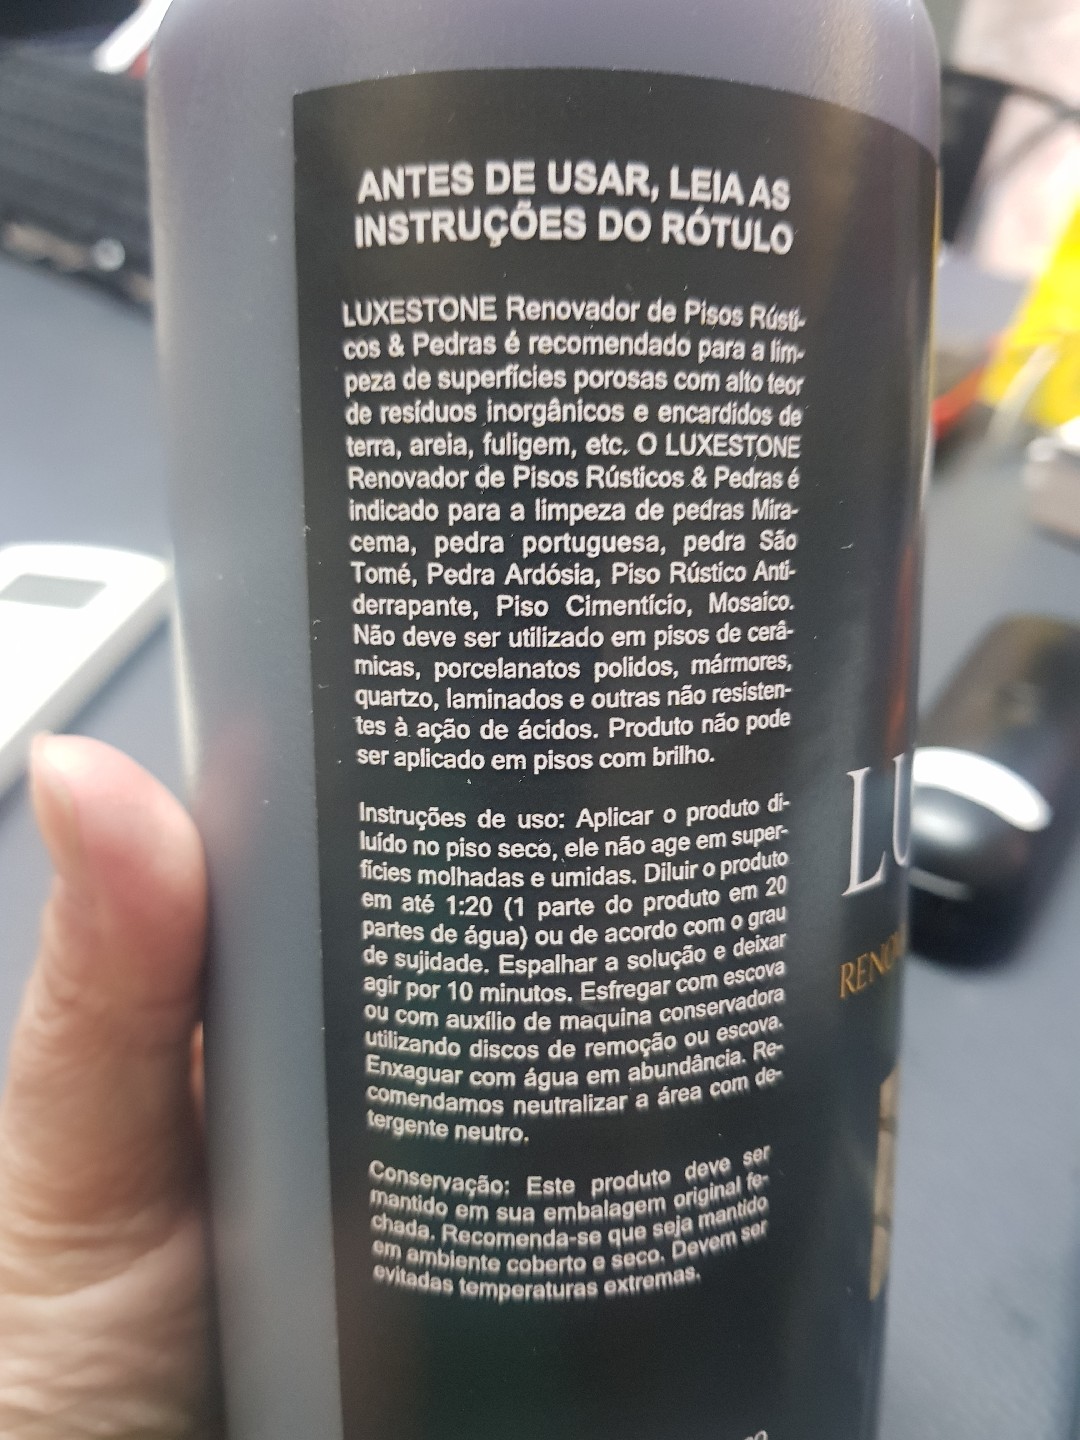 ANTES DE USAR, LEIA AS
INSTRUÇÕES DO RÓTULO
LUXESTONE Renovador de Pisos Rústi-
cos & Pedras é recomendado para a lim-
peza de superfícies porosas com alto teor
de resíduos inorgânicos e encardidos de
terra, areia, fuligem, etc. O LUXESTONE
Renovador de Pisos Rústicos & Pedras é
indicado para a limpeza de pedras Mira-
cema, pedra portuguesa, pedra São
Tomé, Pedra Ardósia, Piso Rústico Anti-
derrapante, Piso Cimentício, Mosaico.
Não deve ser utilizado em pisos de cerâ-
micas, porcelanatos polidos, mármores,
quartzo, laminados e outras não resisten-
tes à ação de ácidos. Produto não pode
ser aplicado em pisos com brilho.
Instruções de uso: Aplicar o produto di-
luído no piso seco, ele não age em super-
fícies molhadas e umidas. Diluir o produto
em até 1:20 (1 parte do produto em 20
partes de água) ou de acordo com o grau
de sujidade. Espalhar a solução e deixar
agir por 10 minutos. Esfregar com escova
ou com auxílio de maquina conservadora
utilizando discos de remoção ou escova.
Enxaguar com água em abundância. Re-
comendamos neutralizar a área com de-
tergente neutro.
Conservação: Este produto deve ser
mantido em sua embalagem original fe-
chada. Recomenda-se que seja mantido
em ambiente coberto e seco. Devem ser
evitadas temperaturas extremas.
LU
RENO